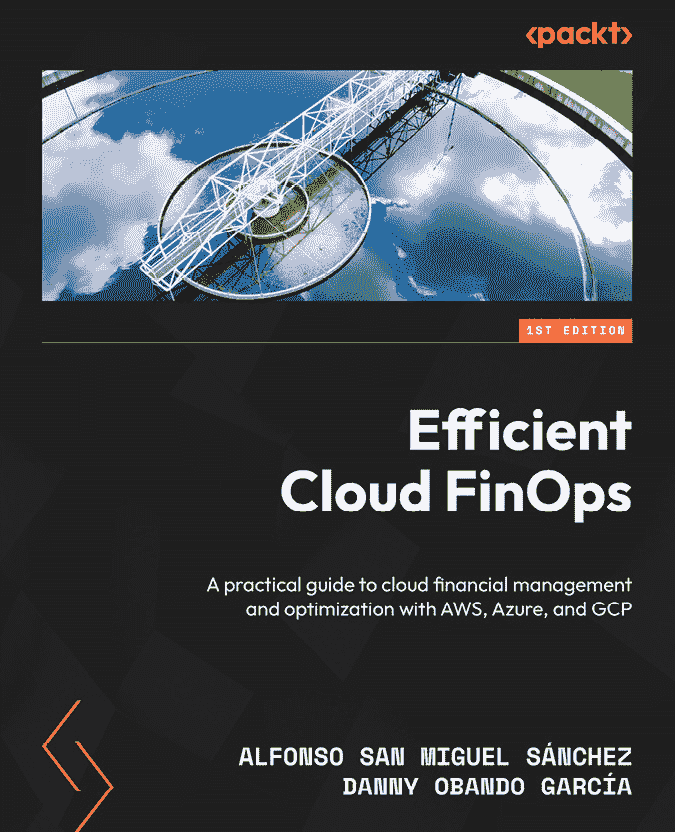 <packt>
1ST EDITION
Efficient
Cloud FinOps
A practical guide to cloud financial management
and optimization with AWS, Azure, and GCP
ALFONSO SAN MIGUEL SÁNCHEZ
DANNY OBANDO GARCÍA